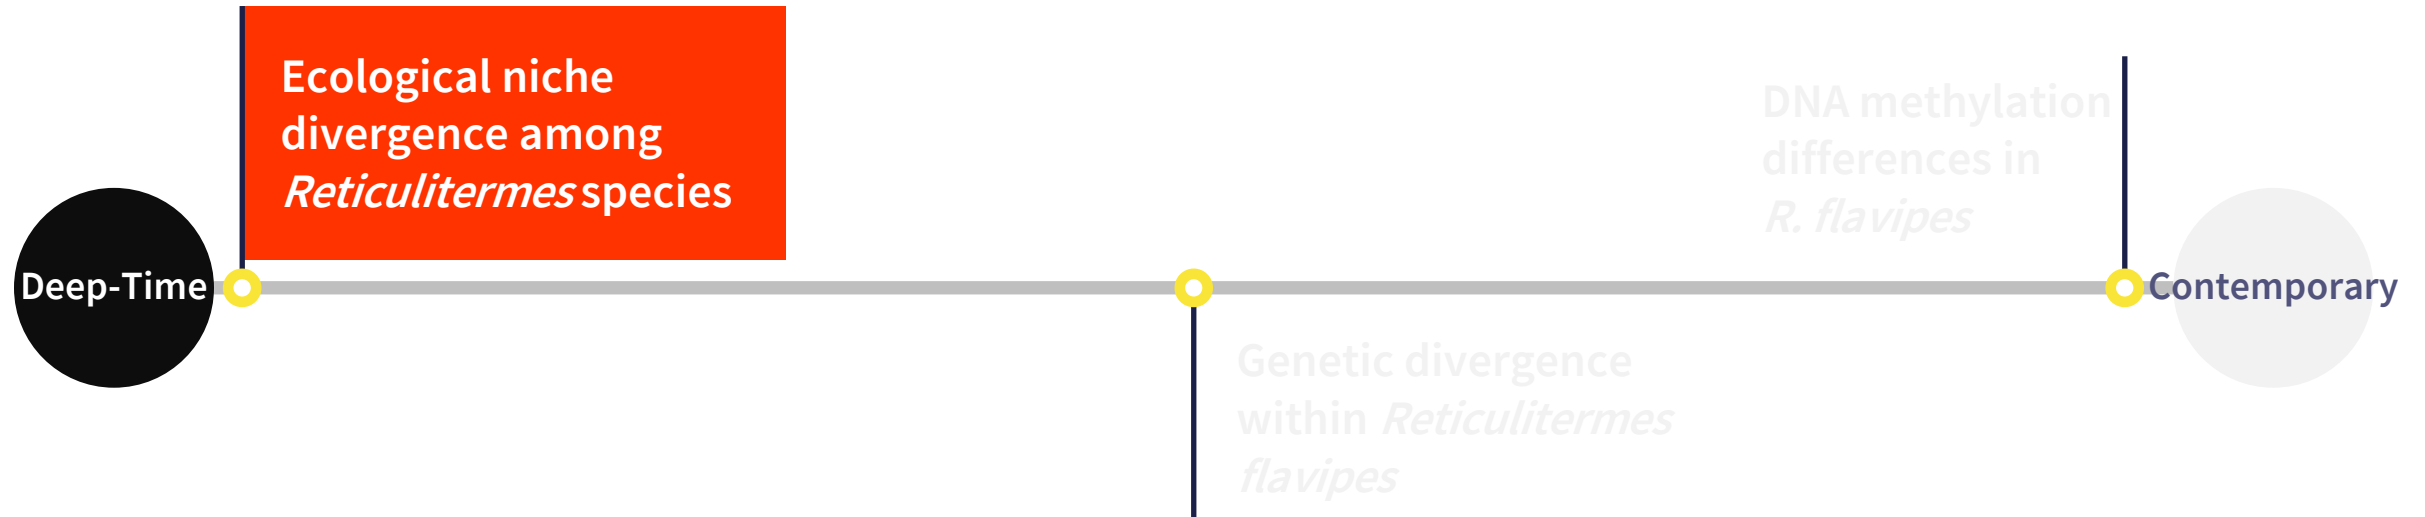 Ecological niche
divergence among
Reticulitermes species
DNA methylation
differences in
R. flavipes
Deep-Time
Contemporary
Genetic divergence
within Reticulitermes
flavipes